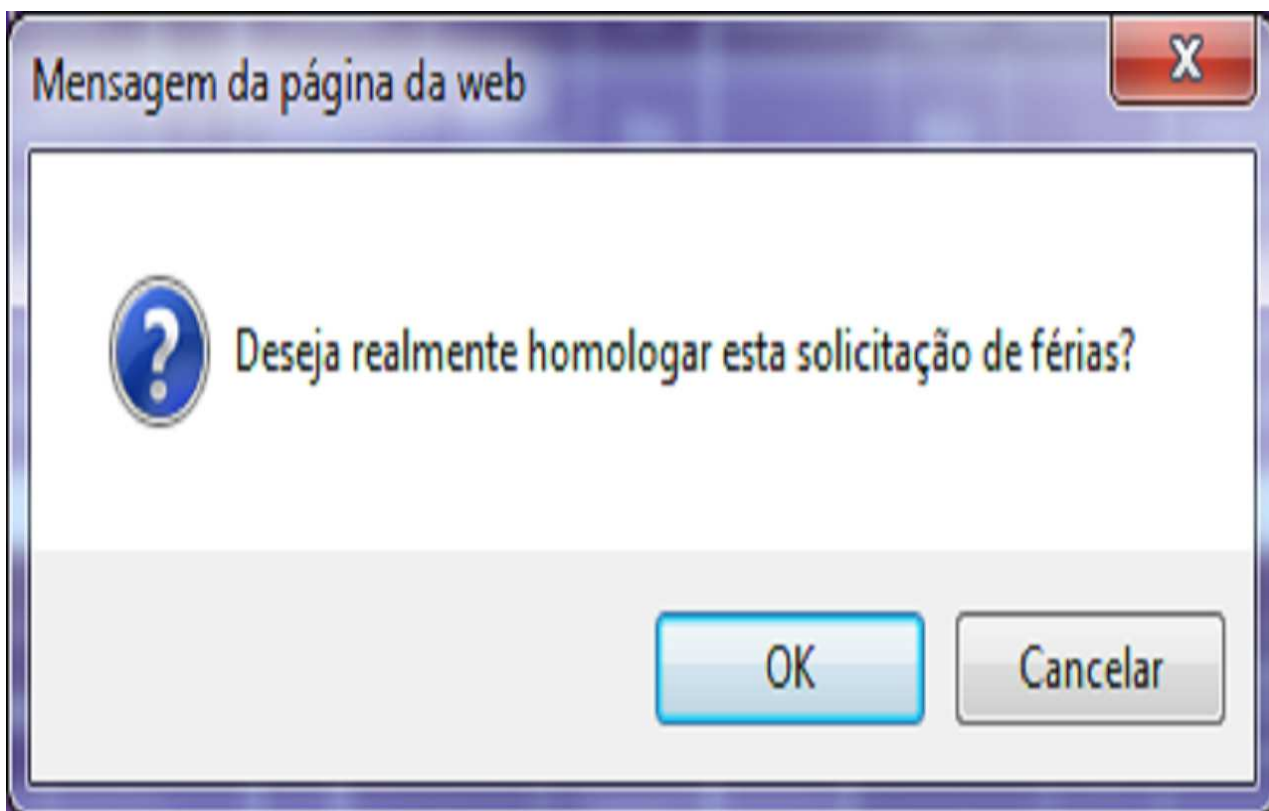 Mensagem da página da web
X
?
Deseja realmente homologar esta solicitação de férias?
OK
Cancelar